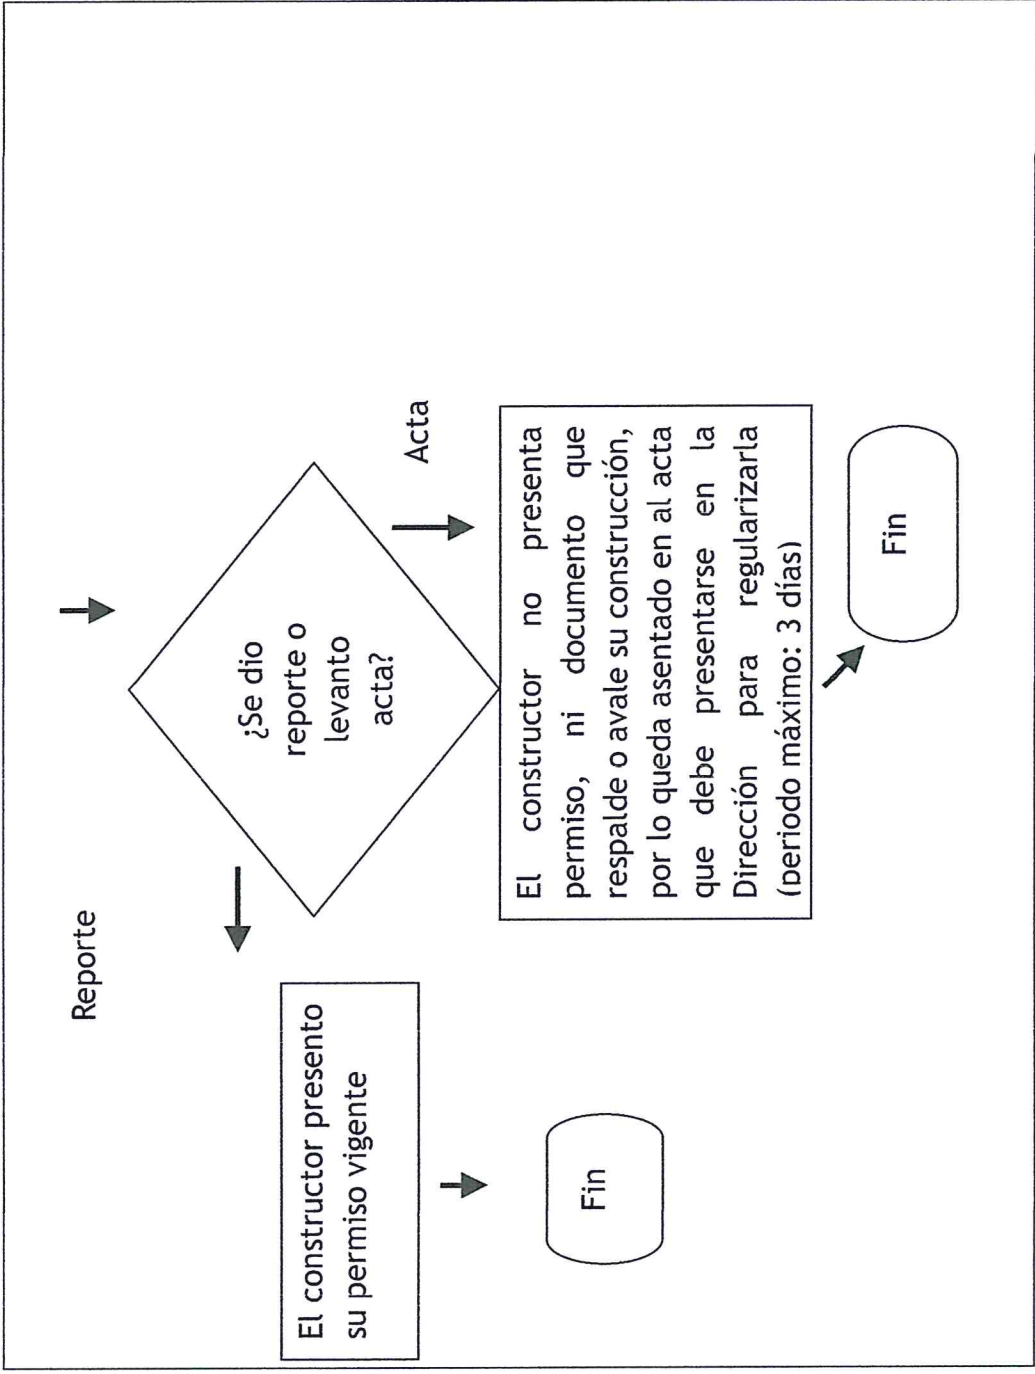 Reporte
¿Se dio
reporte o
levanto
acta?
Acta
El constructor presento
su permiso vigente
El constructor no presenta
permiso, ni documento que
respalde o avale su construcción,
por lo queda asentado en al acta
que debe presentarse en la
Dirección para regularizarla
(periodo máximo: 3 días)
Fin
Fin